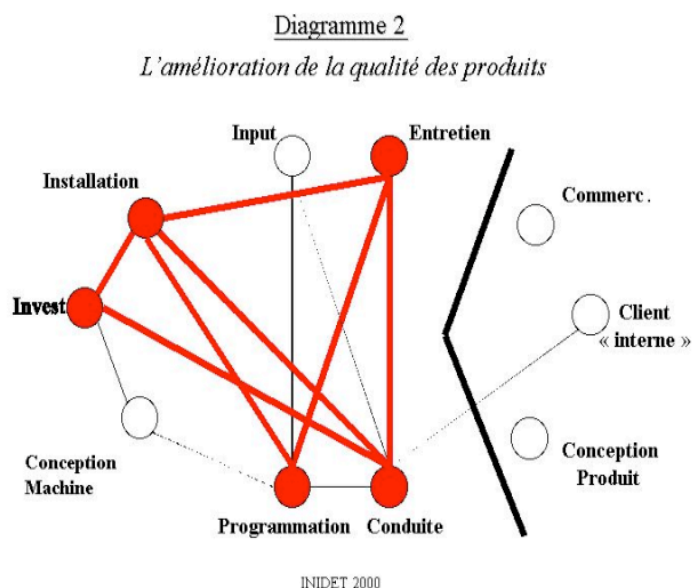 Diagramme 2
L'amélioration de la qualité des produits
Input
Entretien
Installation
Commerc .
Invest
Client
« interne »
Conception
Machine
Conception
Produit
Programmation
Conduite
INIDET 2000